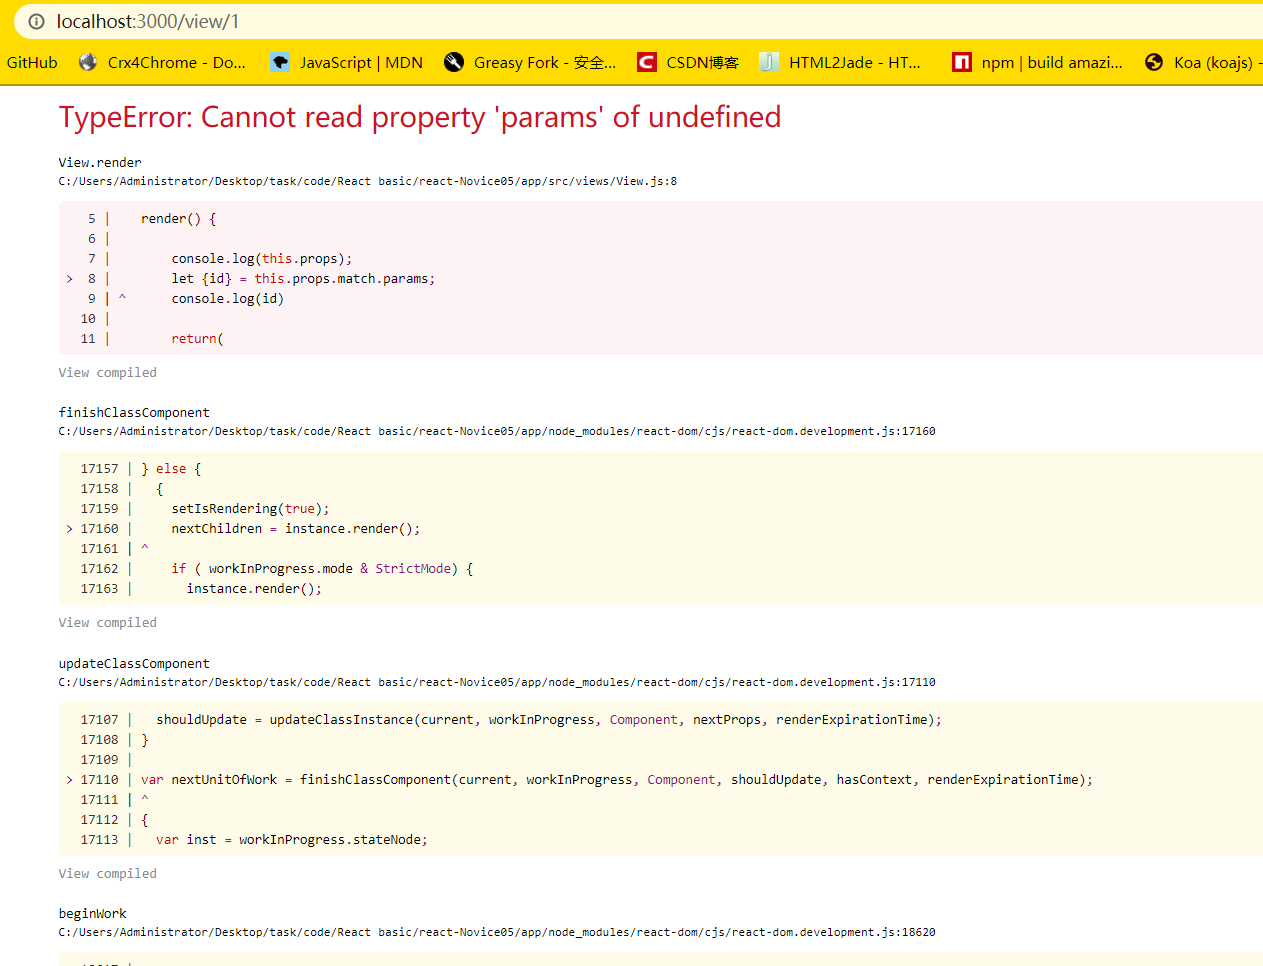 localhost:3000/view/1
GitHub Crx4Chrome - Do... JavaScript | MDN Greasy Fork - 安全... CSDN博客 HTML2Jade - HT... npm | build amazi... Koa (koajs) -
TypeError: Cannot read property 'params' of undefined
View.render
C:/Users/Administrator/Desktop/task/code/React basic/react-Novice05/app/src/views/View.js:8
5 | render() {
6 |
7 | console.log(this.props);
> 8 | let {id} = this.props.match.params;
9 | ^ console.log(id)
10 |
11 | return(
View compiled
finishClassComponent
C:/Users/Administrator/Desktop/task/code/React basic/react-Novice05/app/node_modules/react-dom/cjs/react-dom.development.js:17160
17157 | } else {
17158 | {
17159 | setIsRendering(true);
> 17160 | nextChildren = instance.render();
17161 | ^
17162 | if ( workInProgress.mode & StrictMode) {
17163 | instance.render();
View compiled
updateClassComponent
C:/Users/Administrator/Desktop/task/code/React basic/react-Novice05/app/node_modules/react-dom/cjs/react-dom.development.js:17110
17107 | shouldUpdate = updateClassInstance(current, workInProgress, Component, nextProps, renderExpirationTime);
17108 | }
17109 |
> 17110 | var nextUnitOfWork = finishClassComponent(current, workInProgress, Component, shouldUpdate, hasContext, renderExpirationTime);
17111 | ^
17112 | {
17113 | var inst = workInProgress.stateNode;
View compiled
beginWork
C:/Users/Administrator/Desktop/task/code/React basic/react-Novice05/app/node_modules/react-dom/cjs/react-dom.development.js:18620